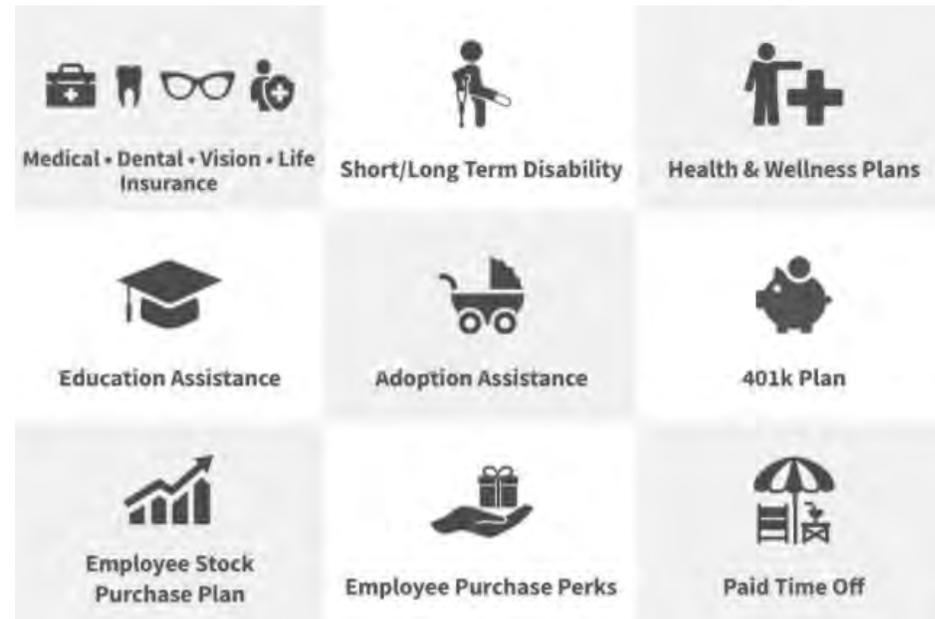 Medical • Dental • Vision • Life
Insurance
Short/Long Term Disability
Health & Wellness Plans
Education Assistance
Adoption Assistance
401k Plan
Employee Stock
Purchase Plan
Employee Purchase Perks
Paid Time Off